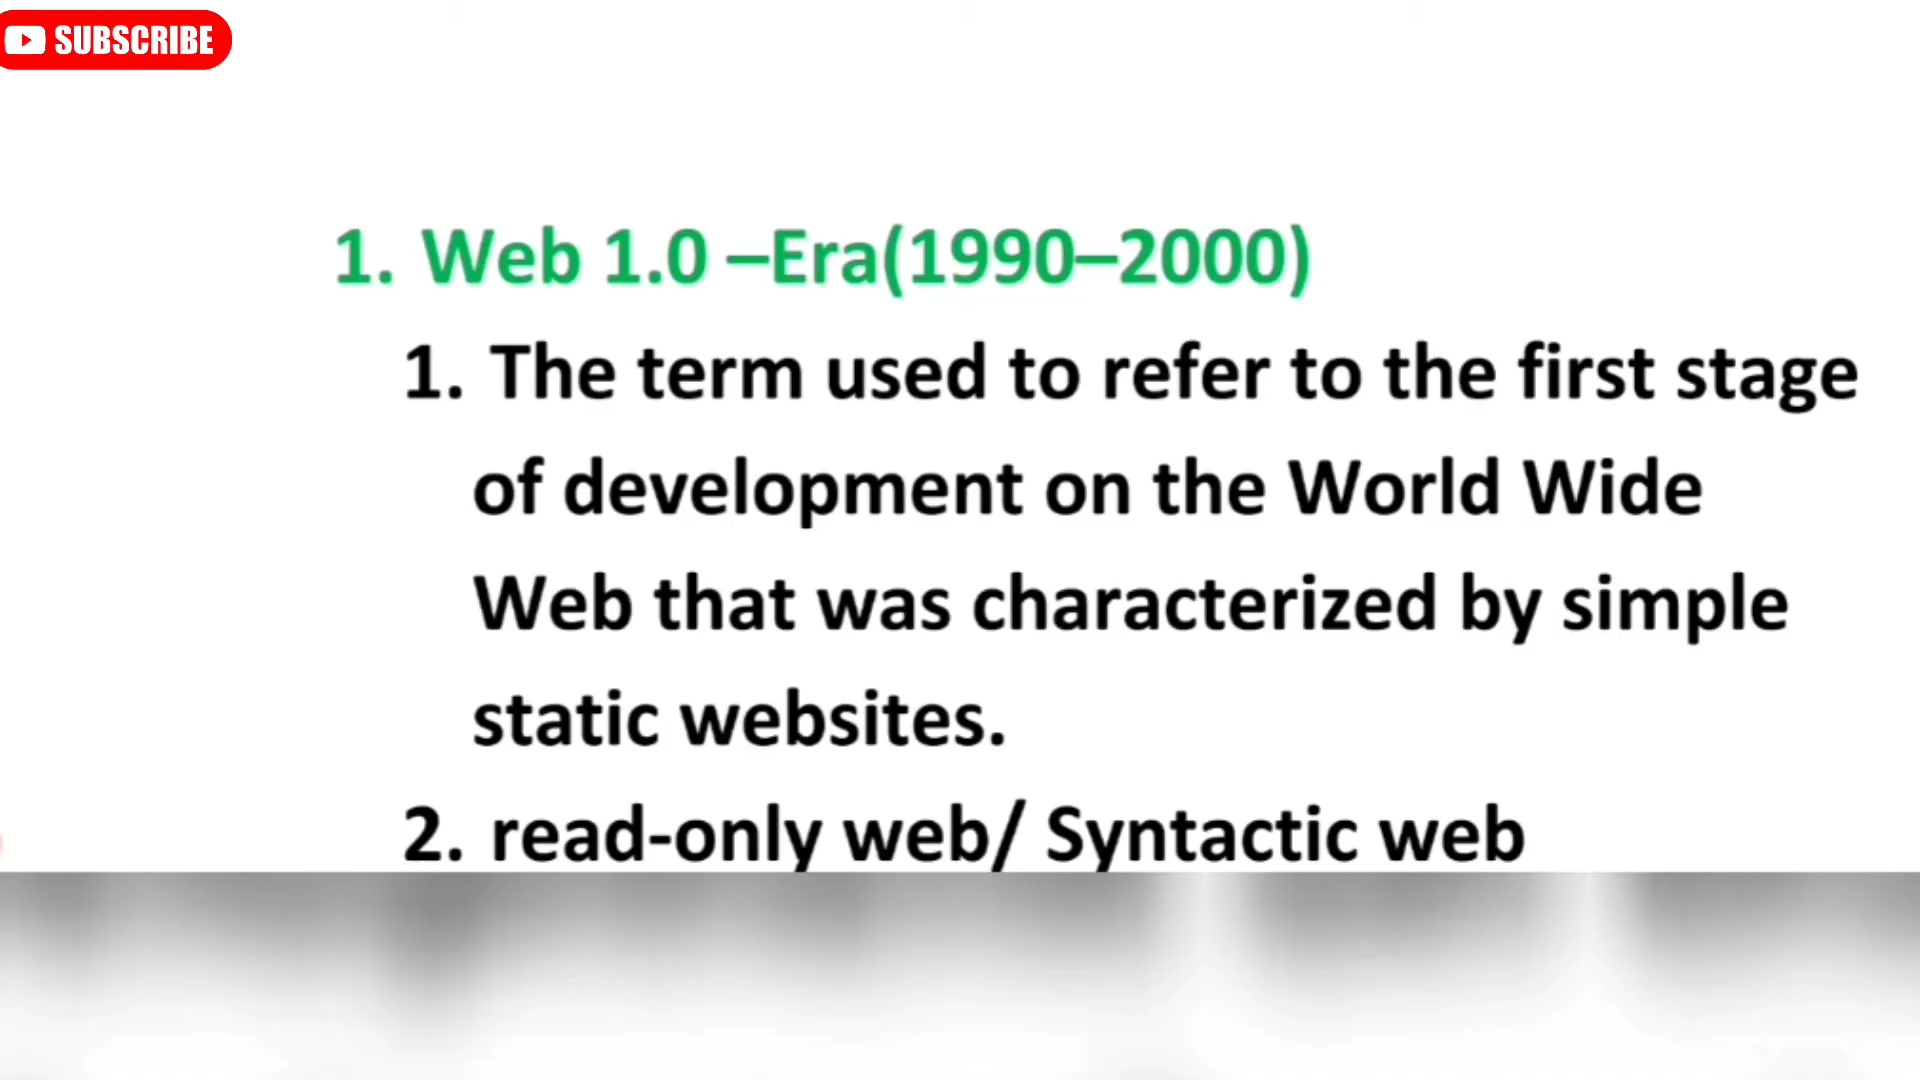 SUBSCRIBE
1. Web 1.0 –Era(1990–2000)
1. The term used to refer to the first stage
of development on the World Wide
Web that was characterized by simple
static websites.
2. read-only web/ Syntactic web